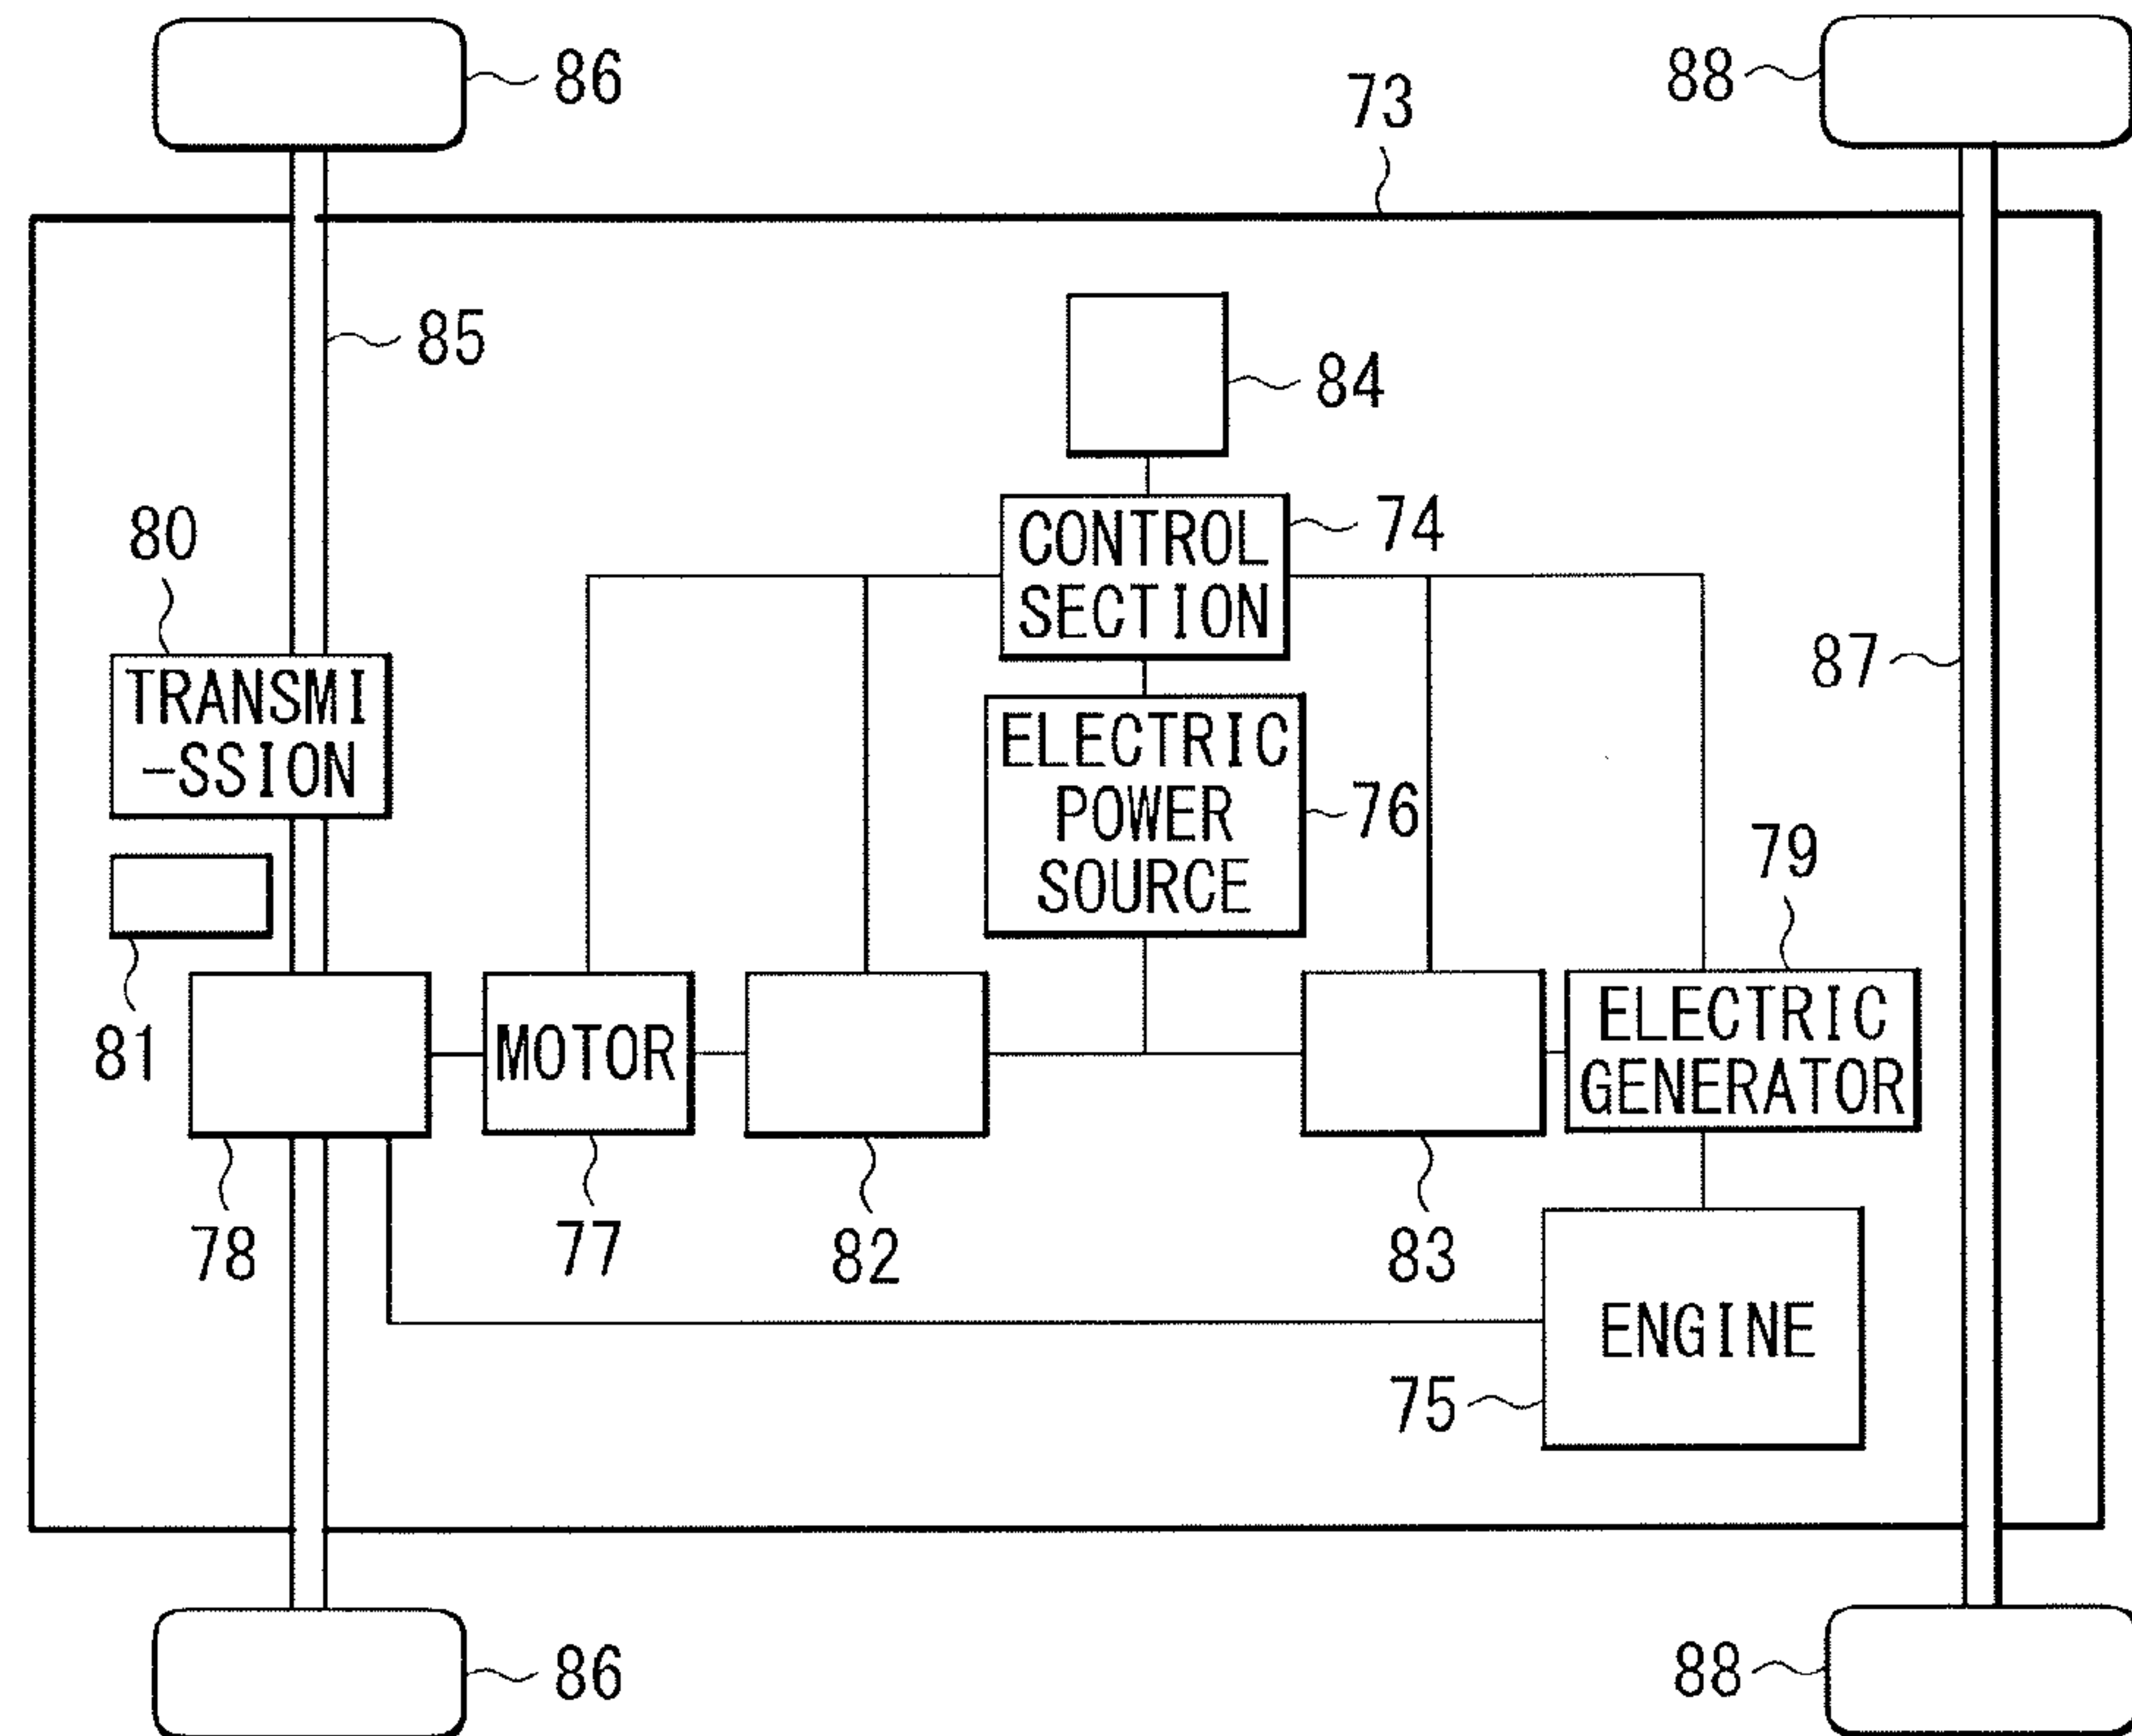 86
88
73
85
84
80
74
CONTROL
SECTION
87
TRANSMI
-SSION
ELECTRIC
POWER
SOURCE
76
79
81
MOTOR
ELECTRIC
GENERATOR
78
77
82
83
ENGINE
75
86
88